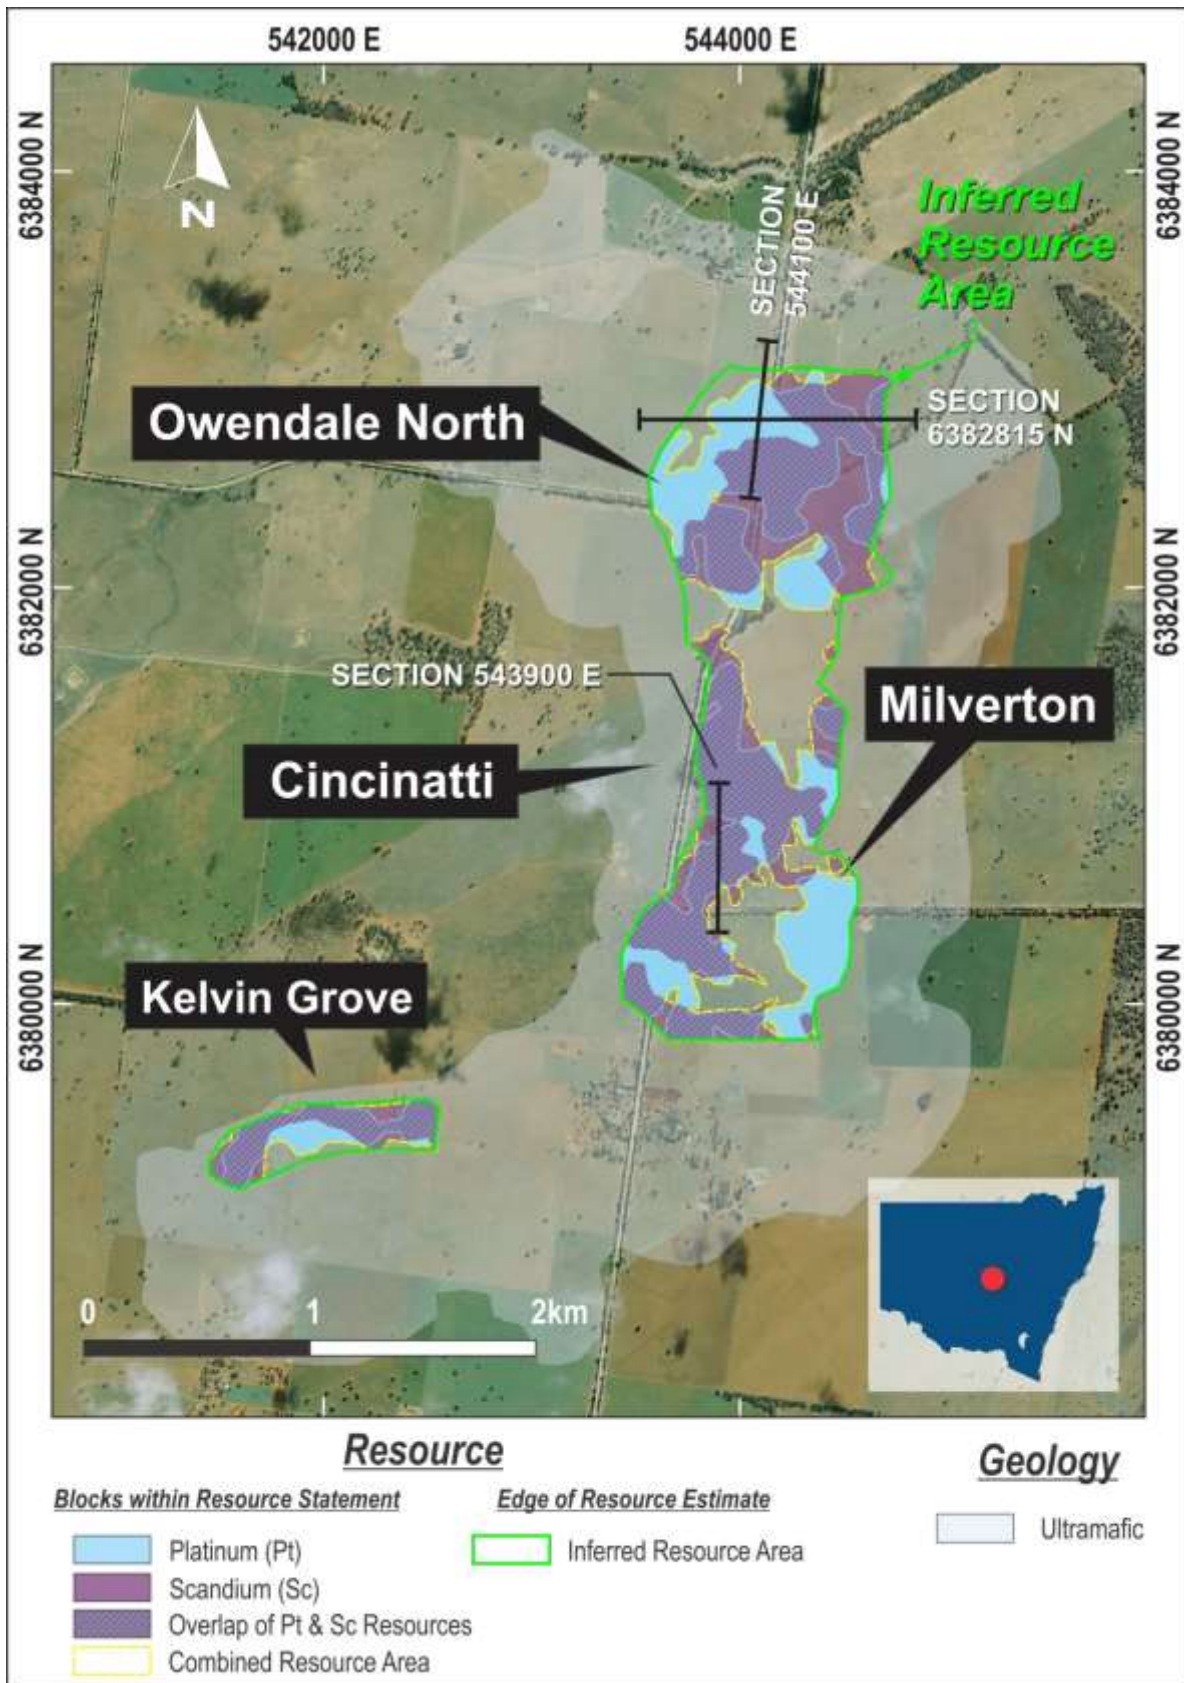 542000 E
544000 E
6384000 N
6384000 N
N
SECTION
544100 E
Inferred
Resource
Area
Owendale North
SECTION
6382815 N
6382000 N
6382000 N
SECTION 543900 E
Milverton
Cincinatti
Kelvin Grove
6380000 N
6380000 N
0
1
2km
Resource
Geology
Blocks within Resource Statement
Edge of Resource Estimate
Platinum (Pt)
Inferred Resource Area
Ultramafic
Scandium (Sc)
Overlap of Pt & Sc Resources
Combined Resource Area